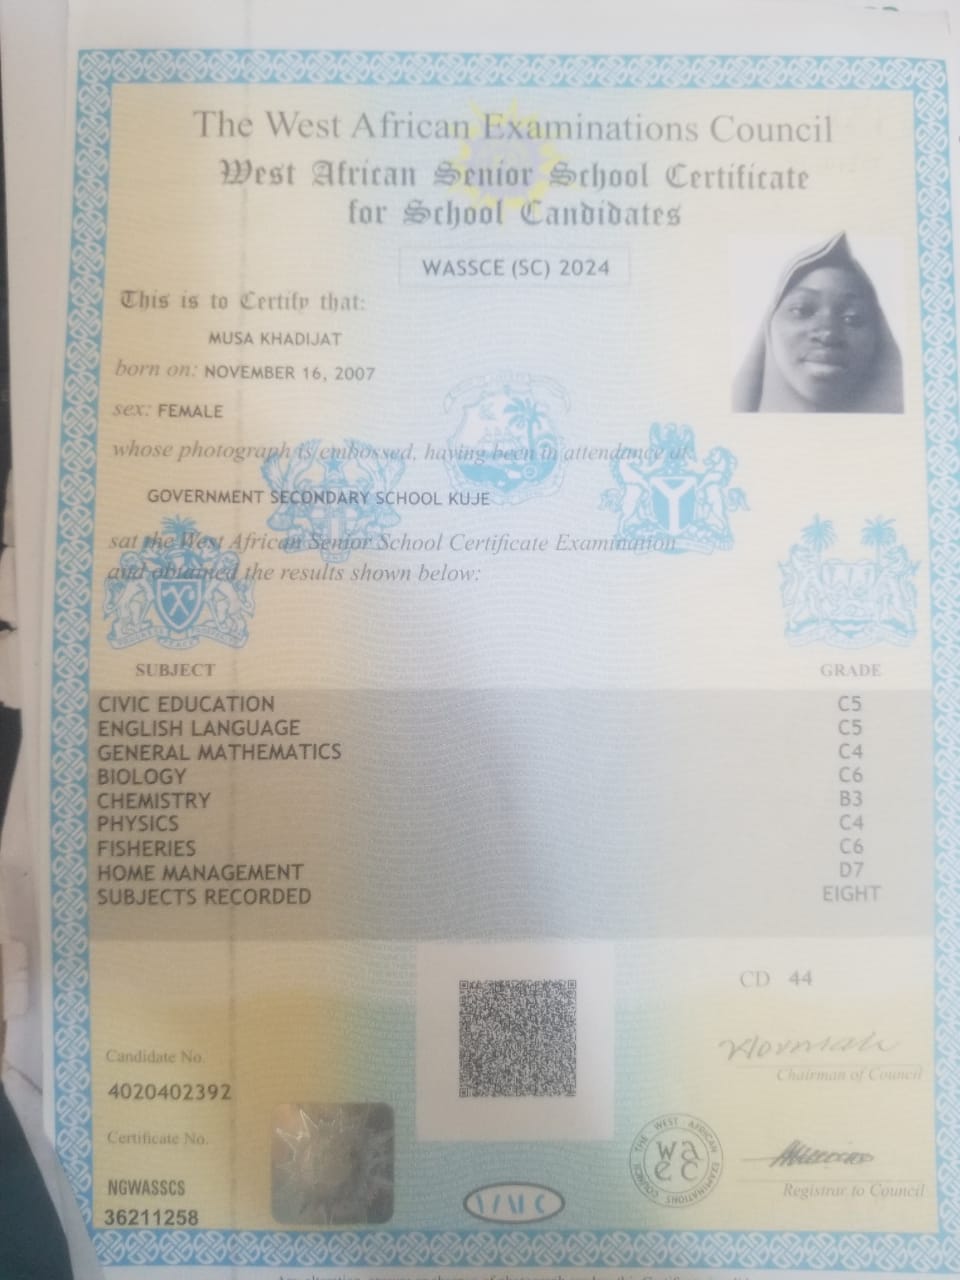 The West African Examinations Council
West African Senior School Certificate
for School Candidates
WASSCE (SC) 2024
This is to Certify that:
MUSA KHADIJAT
born on: NOVEMBER 16, 2007
sex: FEMALE
whose photograph is embossed, having been in attendance at:
GOVERNMENT SECONDARY SCHOOL KUJE
sat the West African Senior School Certificate Examination
and obtained the results shown below:
SUBJECT GRADE
CIVIC EDUCATION C5
ENGLISH LANGUAGE C5
GENERAL MATHEMATICS C4
BIOLOGY C6
CHEMISTRY B3
PHYSICS C4
FISHERIES C6
HOME MANAGEMENT D7
SUBJECTS RECORDED EIGHT
CD 44
Candidate No.
4020402392
Chairman of Council
Certificate No.
NGWASSCS
36211258
THE WEST AFRICAN EXAMINATIONS COUNCIL
Registrar to Council